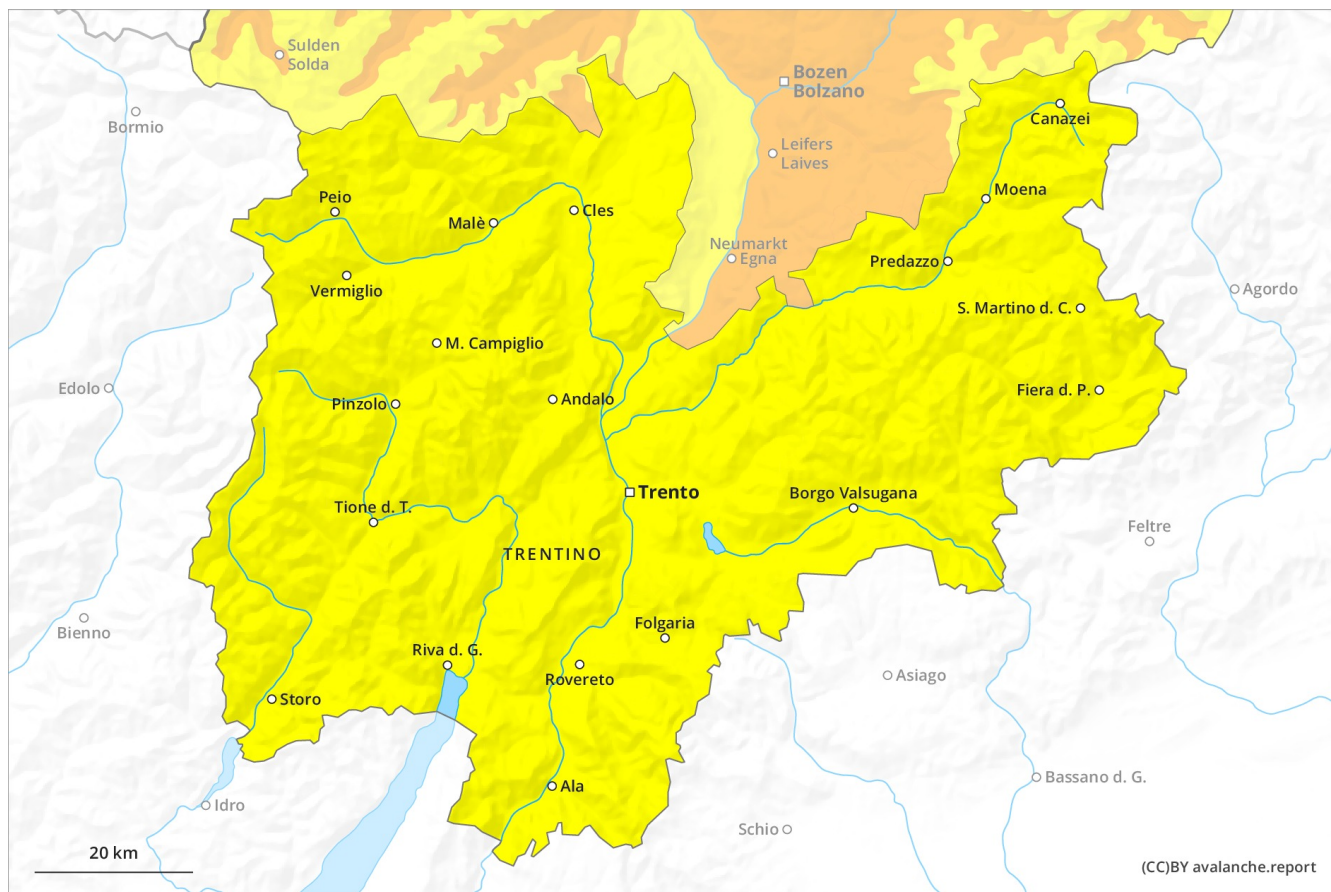 Sulden
Solda
Bozen
Bolzano
Bormio
Canazei
Leifers
Laives
Moena
Peio
Cles
Malè
Neumarkt
Egna
Predazzo
Vermiglio
Agordo
S. Martino d. C.
M. Campiglio
Edolo
Fiera d. P.
Andalo
Pinzolo
Trento
Borgo Valsugana
Tione d. T.
Feltre
TRENTINO
Bienno
Folgaria
Riva d. G.
Asiago
Rovereto
Storo
Bassano d. G.
Ala
Idro
Schio
20 km
(CC)BY avalanche.report